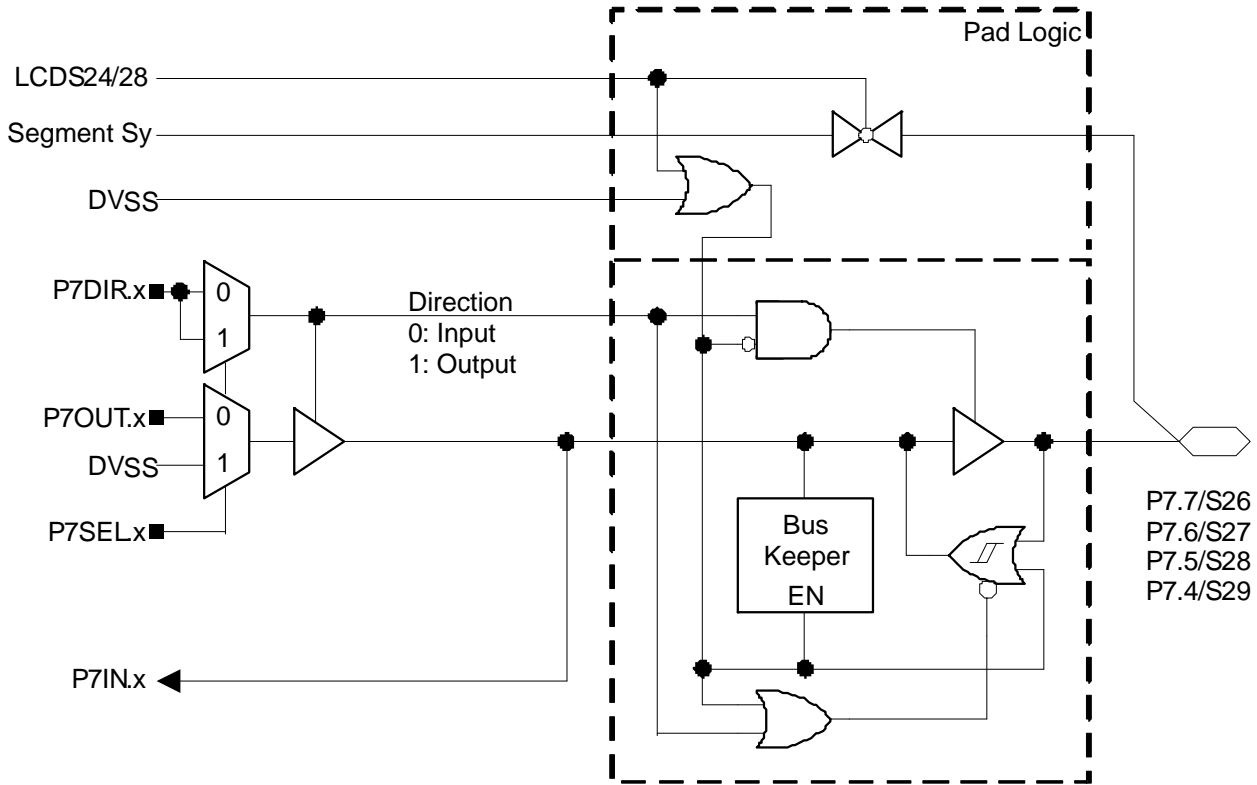 Pad Logic
LCDS24/28
Segment Sy
DVSS
P7DIR.x
0
1
Direction
0: Input
1: Output
P7OUT.x
0
DVSS
1
P7SEL.x
Bus
Keeper
EN
P7.7/S26
P7.6/S27
P7.5/S28
P7.4/S29
P7IN.x